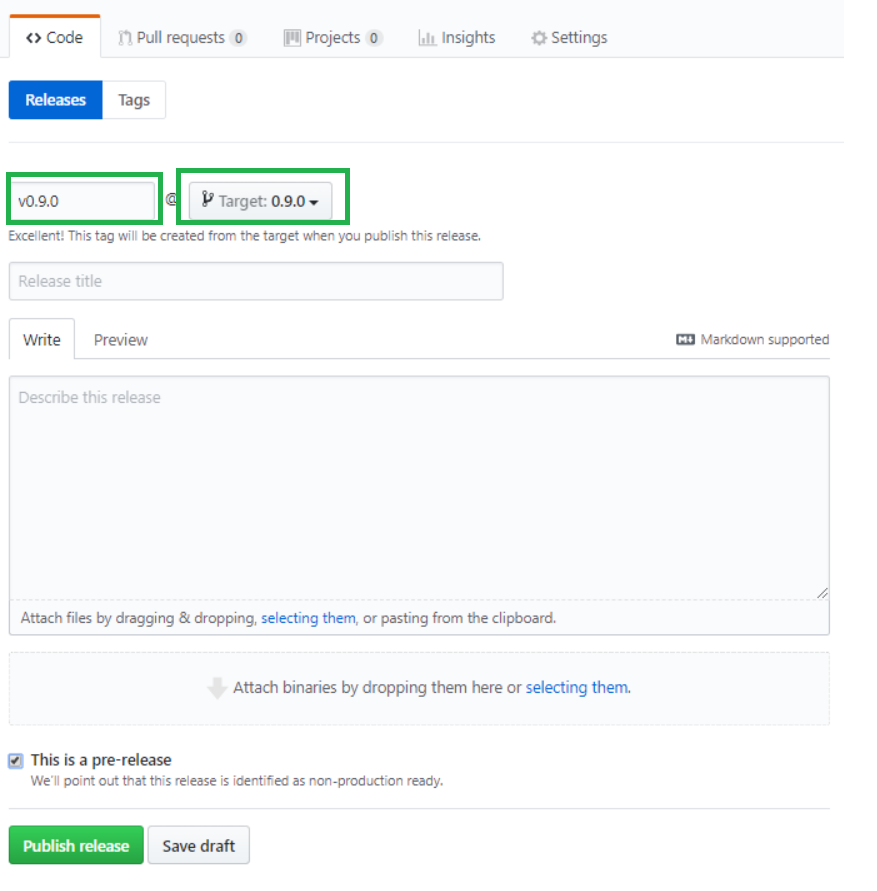 <> Code Pull requests 0 Projects 0 Insights Settings
Releases Tags
v0.9.0 @ Target: 0.9.0
Excellent! This tag will be created from the target when you publish this release.
Release title
Write Preview Markdown supported
Describe this release
Attach files by dragging & dropping, selecting them, or pasting from the clipboard.
Attach binaries by dropping them here or selecting them.
This is a pre-release
We'll point out that this release is identified as non-production ready.
Publish release Save draft